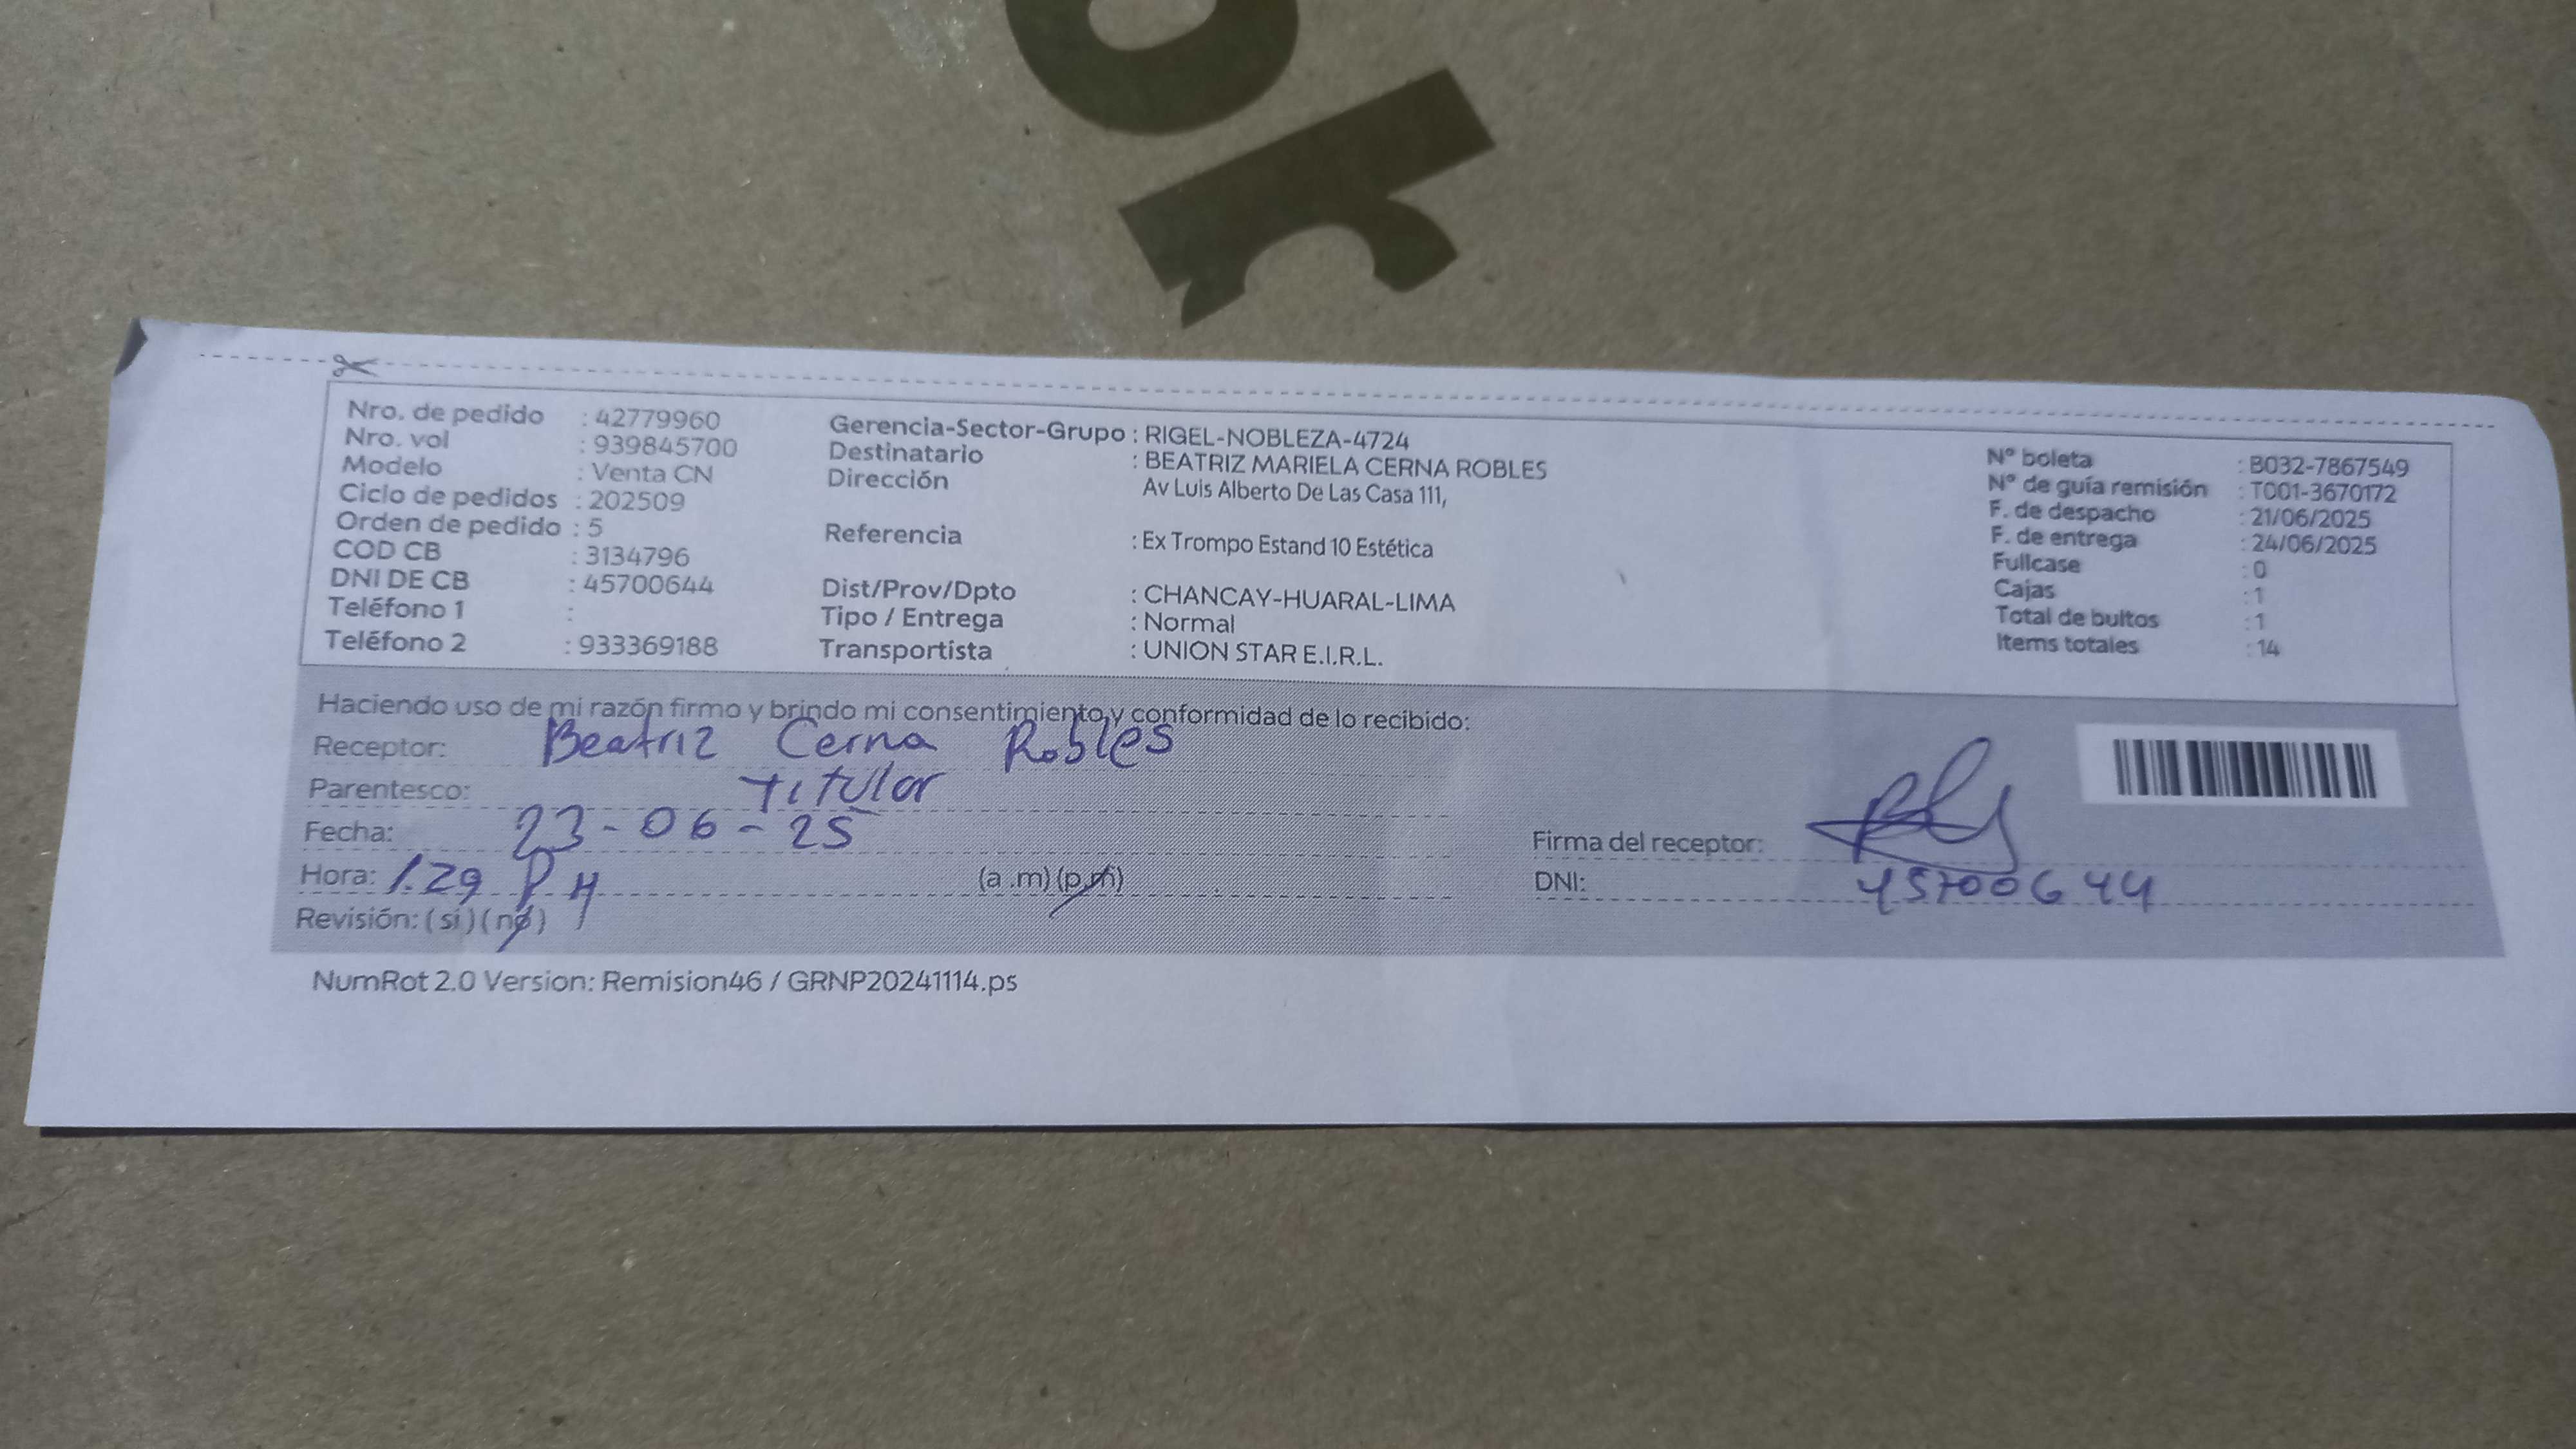 or
Nro. de pedido : 42779960
Nro. vol : 939845700
Modelo : Venta CN
Ciclo de pedidos : 202509
Orden de pedido : 5
COD CB : 3134796
DNI DE CB : 45700644
Teléfono 1 :
Teléfono 2 : 933369188
Gerencia-Sector-Grupo : RIGEL-NOBLEZA-4724
Destinatario : BEATRIZ MARIELA CERNA ROBLES
Dirección Av Luis Alberto De Las Casa 111,
Referencia : Ex Trompo Estand 10 Estética
Dist/Prov/Dpto : CHANCAY-HUARAL-LIMA
Tipo / Entrega : Normal
Transportista : UNION STAR E.I.R.L.
N° boleta : B032-7867549
N° de guía remisión : T001-3670172
F. de despacho : 21/06/2025
F. de entrega : 24/06/2025
Fullcase : 0
Cajas : 1
Total de bultos : 1
Items totales : 14
Haciendo uso de mi razón firmo y brindo mi consentimiento y conformidad de lo recibido:
Receptor: Beatriz Cerna Robles
Parentesco: Titular
Fecha: 23-06-25
Hora: 1.29 PM (a .m) (p.m)
Revisión: (si) (no)
Firma del receptor:
DNI: 45700644
NumRot 2.0 Version: Remision46 / GRNP20241114.ps